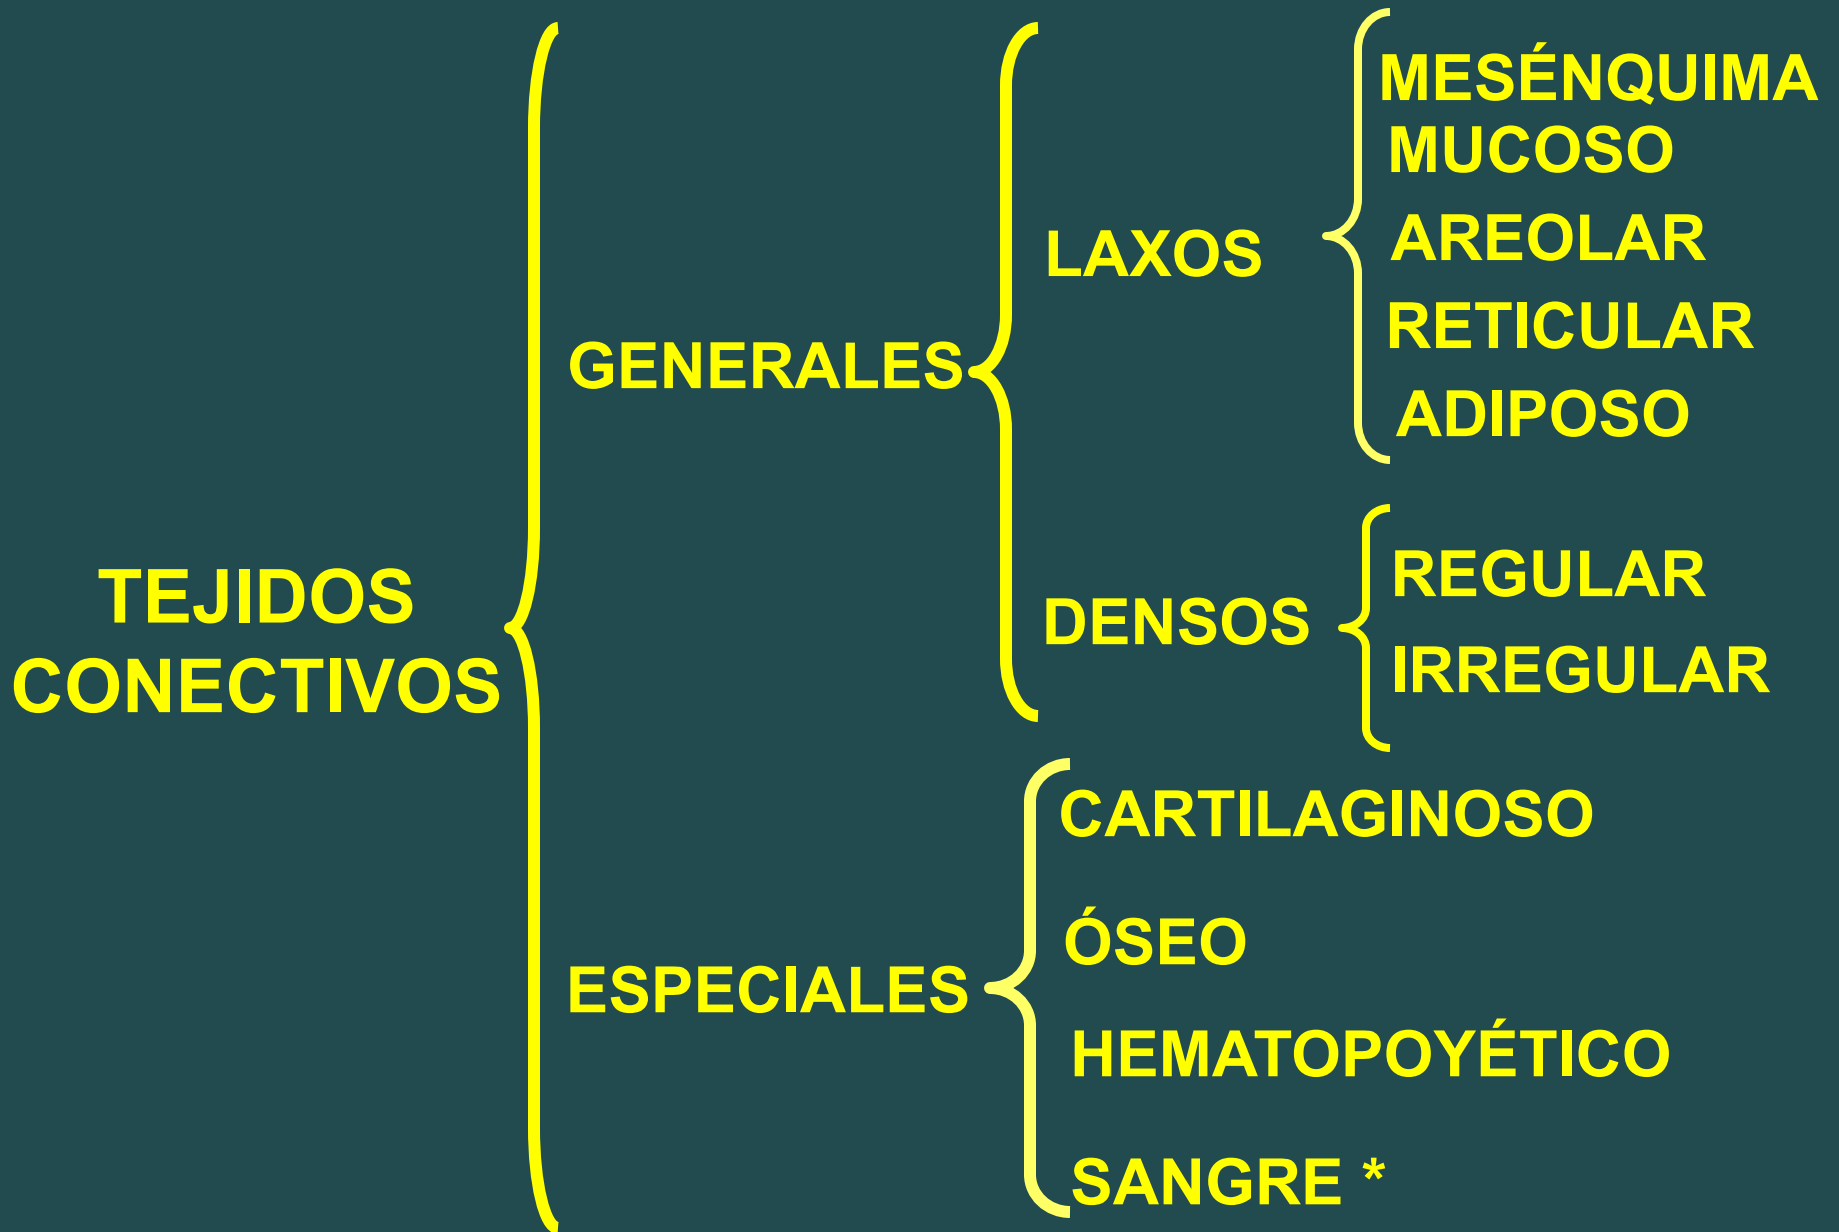 TEJIDOS
CONECTIVOS
GENERALES
LAXOS
MESÉNQUIMA
MUCOSO
AREOLAR
RETICULAR
ADIPOSO
DENSOS
REGULAR
IRREGULAR
ESPECIALES
CARTILAGINOSO
ÓSEO
HEMATOPOYÉTICO
SANGRE *